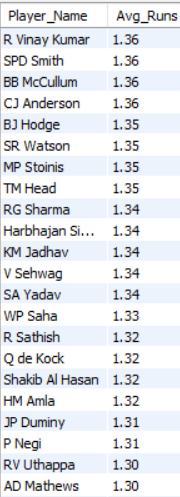 Player_Name Avg_Runs
R Vinay Kumar 1.36
SPD Smith 1.36
BB McCullum 1.36
CJ Anderson 1.36
BJ Hodge 1.35
SR Watson 1.35
MP Stoinis 1.35
TM Head 1.35
RG Sharma 1.34
Harbhajan Si... 1.34
KM Jadhav 1.34
V Sehwag 1.34
SA Yadav 1.34
WP Saha 1.33
R Sathish 1.32
Q de Kock 1.32
Shakib Al Hasan 1.32
HM Amla 1.32
JP Duminy 1.31
P Negi 1.31
RV Uthappa 1.30
AD Mathews 1.30